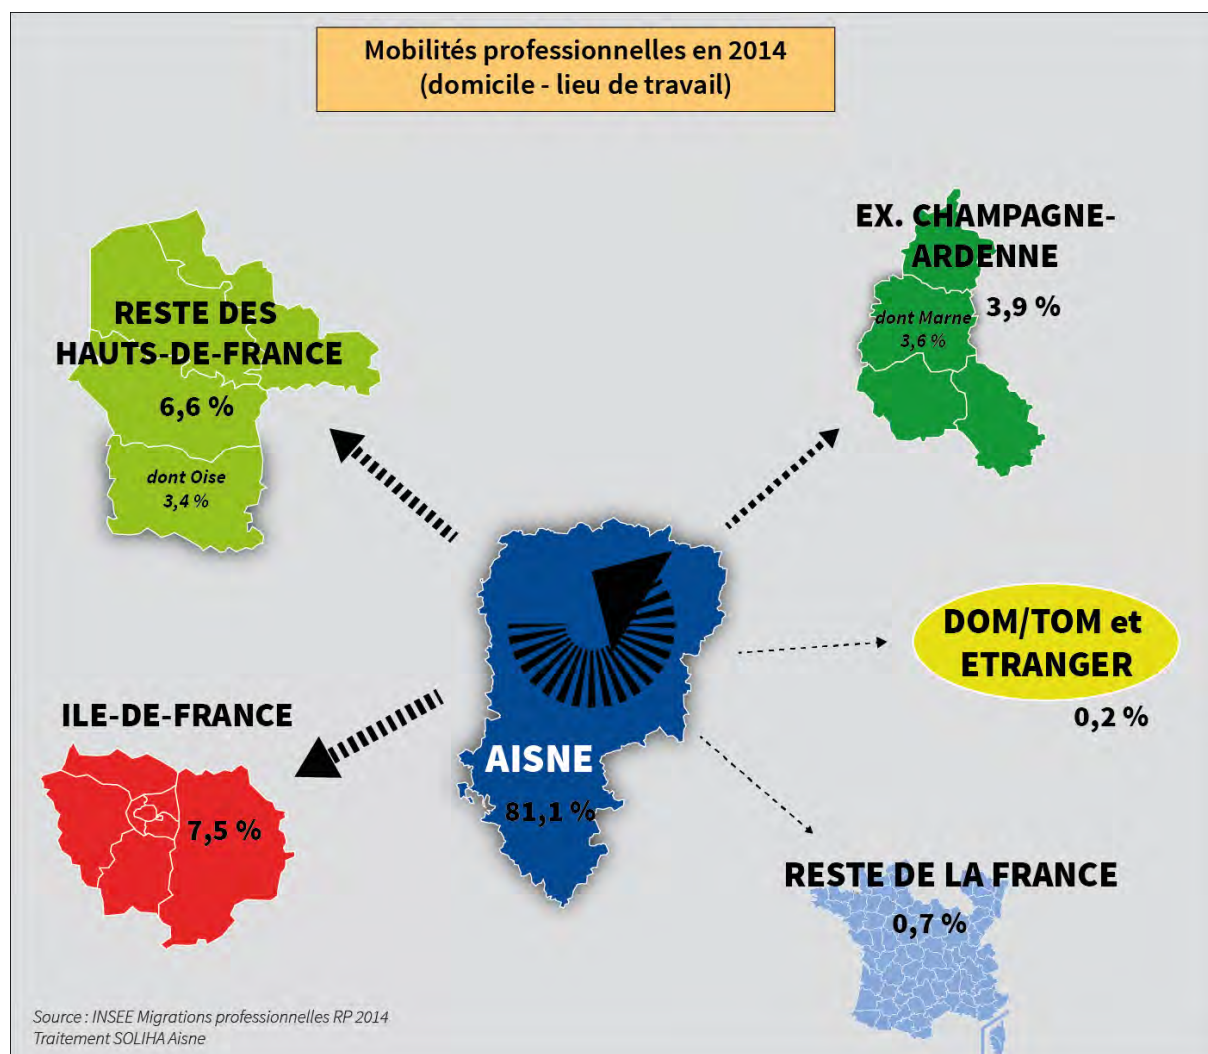 Mobilités professionnelles en 2014
(domicile - lieu de travail)
EX. CHAMPAGNE-
ARDENNE
3,9 %
dont Marne
3,6 %
RESTE DES
HAUTS-DE-FRANCE
6,6 %
dont Oise
3,4 %
DOM/TOM et
ETRANGER
0,2 %
ILE-DE-FRANCE
7,5 %
AISNE
81,1 %
RESTE DE LA FRANCE
0,7 %
Source : INSEE Migrations professionnelles RP 2014
Traitement SOLIHA Aisne